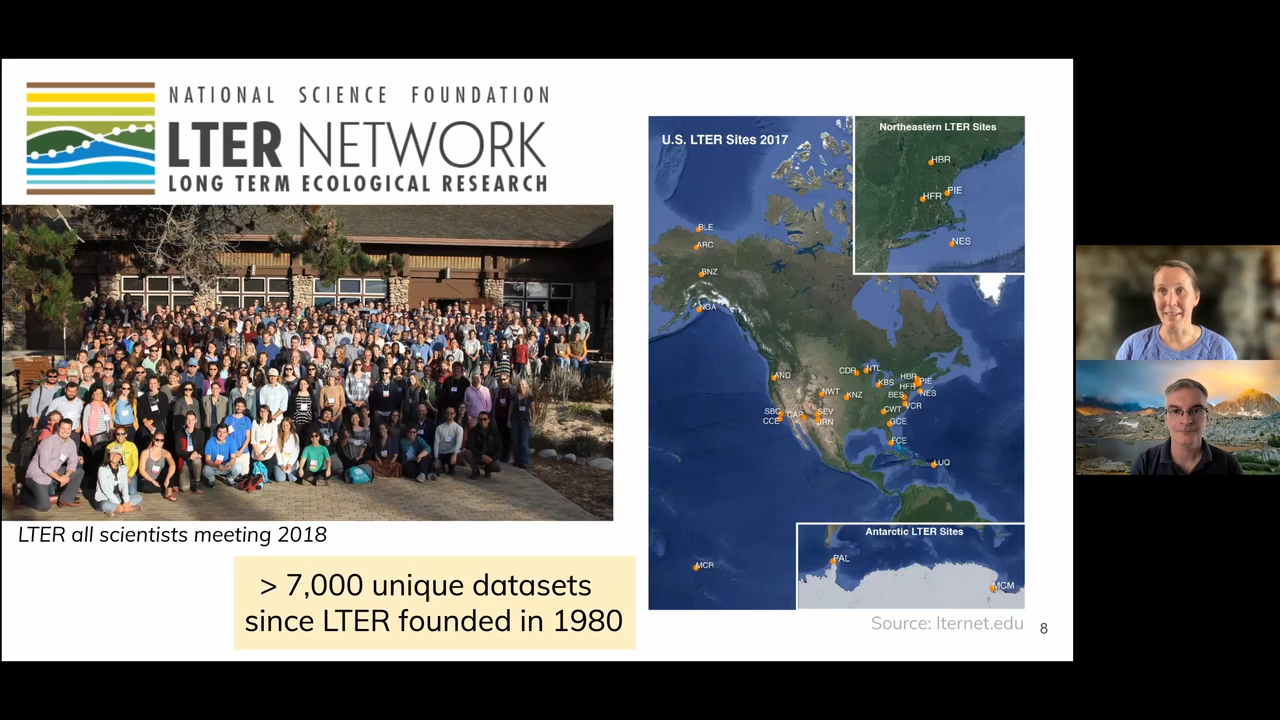 NATIONAL SCIENCE FOUNDATION
LTER NETWORK
LONG TERM ECOLOGICAL RESEARCH
LTER all scientists meeting 2018
> 7,000 unique datasets
since LTER founded in 1980
U.S. LTER Sites 2017
Northeastern LTER Sites
HBR
PIE
HFR
NES
BLE
ARC
BNZ
NGA
AND
CDR
NTL
KBS
HBR
HFR
PIE
NES
BES
VCR
NWT
KNZ
SBC
CCE
CAP
SEV
JRN
CWT
GCE
FCE
LUQ
MCR
Antarctic LTER Sites
PAL
MCM
Source: lternet.edu
8